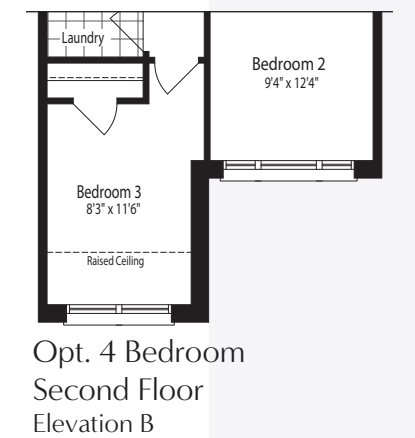 Laundry
Bedroom 2
9'4" x 12'4"
Bedroom 3
8'3" x 11'6"
Raised Ceiling
Opt. 4 Bedroom
Second Floor
Elevation B